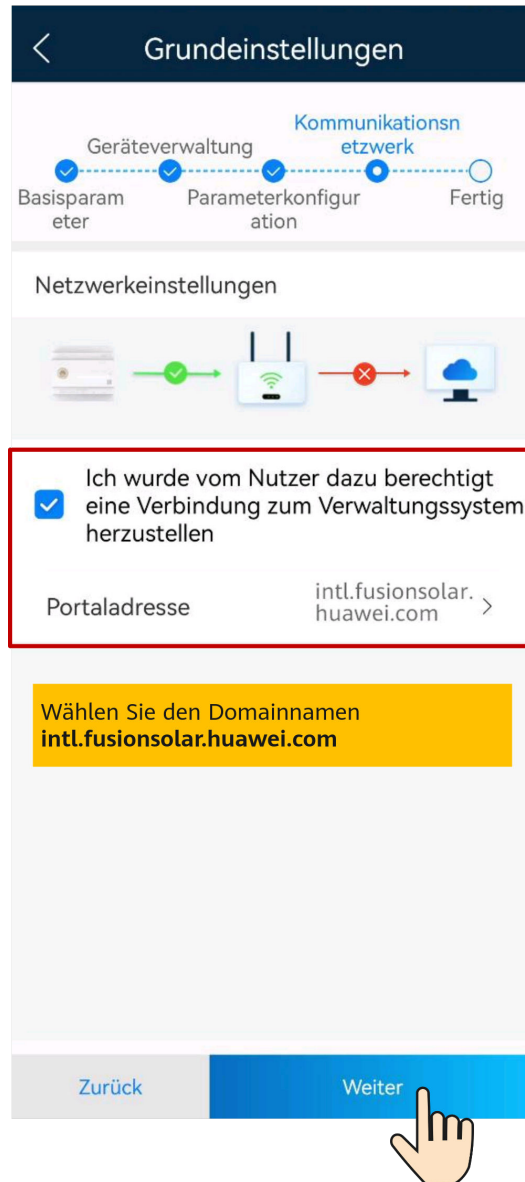 Grundeinstellungen
Kommunikationsn
Geräteverwaltung
etzwerk
Basisparam
eter
Parameterkonfigur
ation
Fertig
Netzwerkeinstellungen
Ich wurde vom Nutzer dazu berechtigt
eine Verbindung zum Verwaltungssystem
herzustellen
Portaladresse
intl.fusionsolar.
huawei.com
Wählen Sie den Domainnamen
intl.fusionsolar.huawei.com
Zurück
Weiter